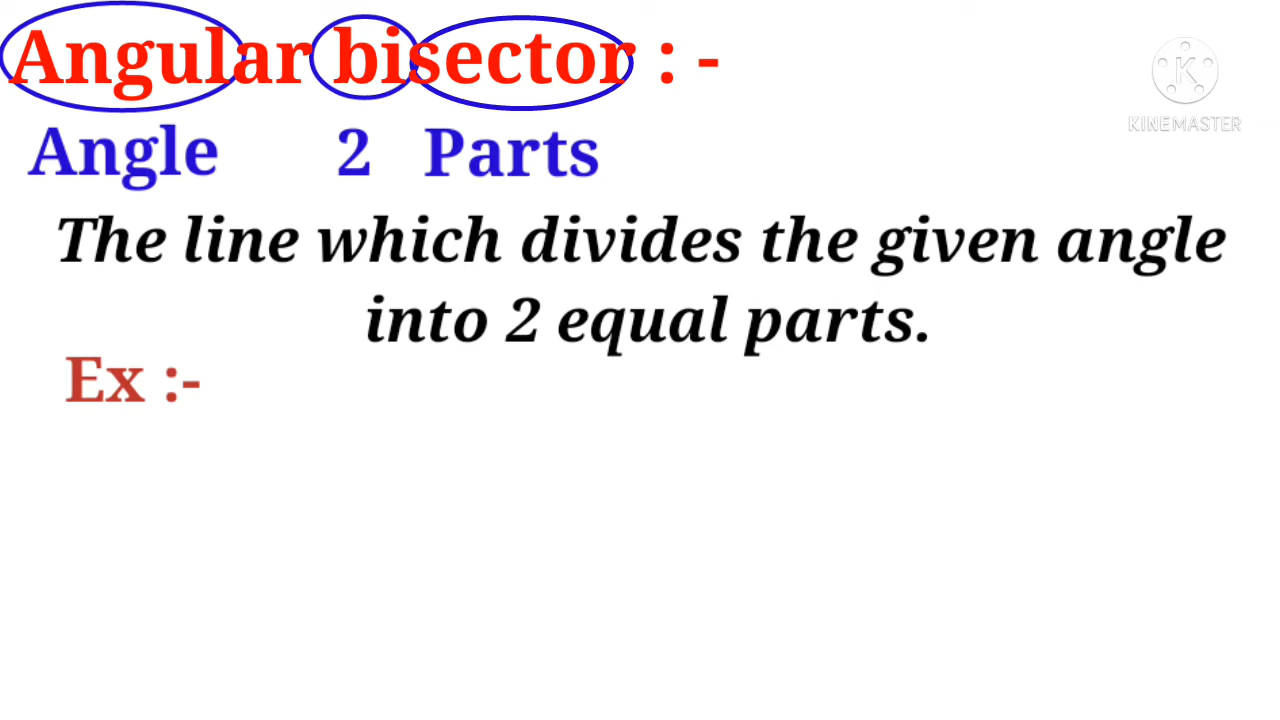 Angular bisector : -
KINEMASTER
Angle 2 Parts
The line which divides the given angle
into 2 equal parts.
Ex :-